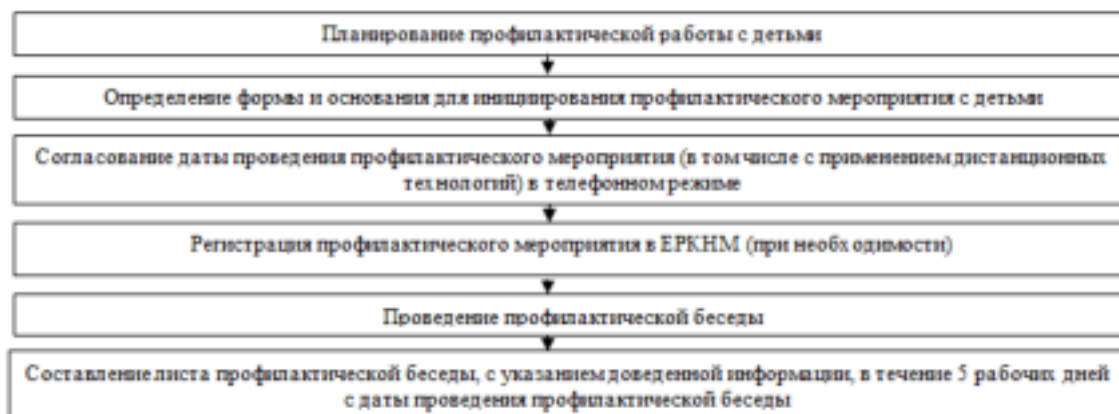 Планирование профилактической работы с детьми
Определение формы и основания для инициирования профилактического мероприятия с детьми
Согласование даты проведения профилактического мероприятия (в том числе с применением дистанционных
технологий) в телефонном режиме
Регистрация профилактического мероприятия в ЕРКНМ (при необходимости)
Проведение профилактической беседы
Составление листа профилактической беседы, с указанием доведенной информации, в течение 5 рабочих дней
с даты проведения профилактической беседы